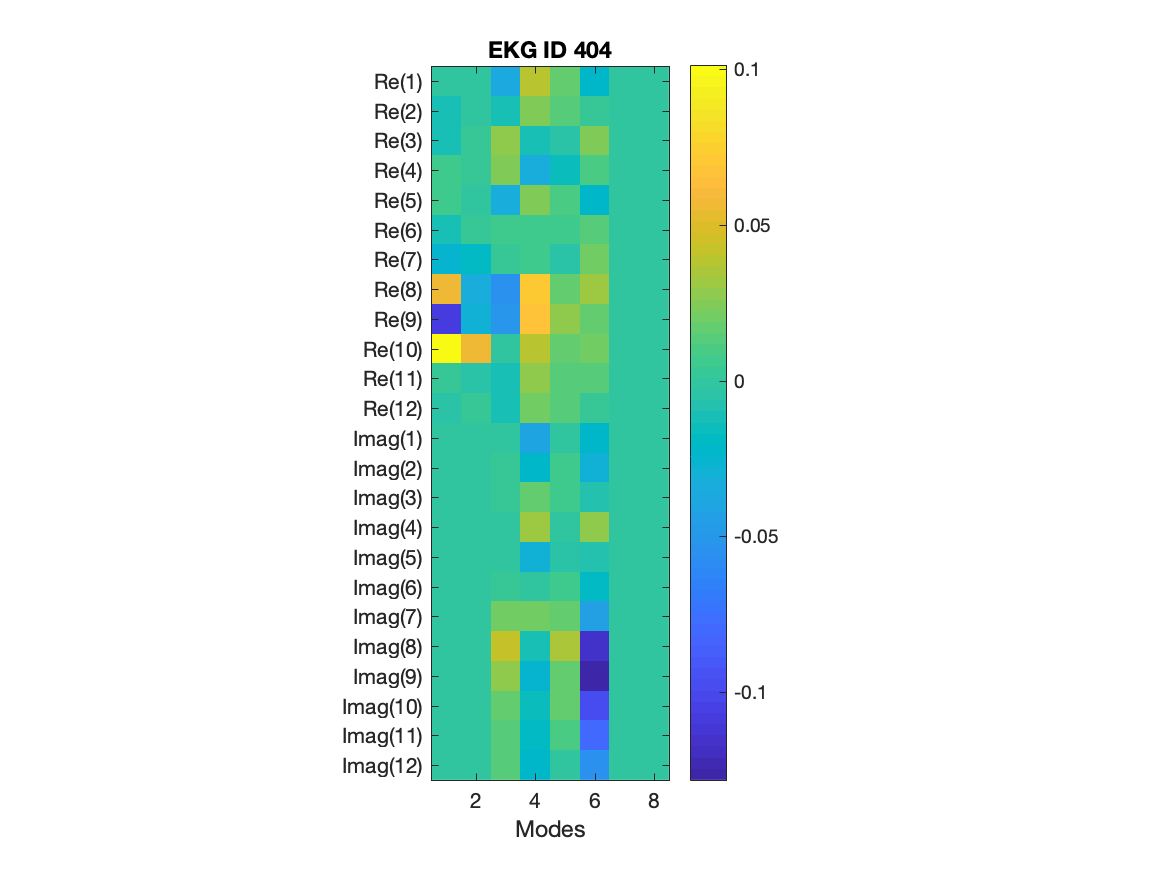 EKG ID 404
Re(1)
Re(2)
Re(3)
Re(4)
Re(5)
Re(6)
Re(7)
Re(8)
Re(9)
Re(10)
Re(11)
Re(12)
Imag(1)
Imag(2)
Imag(3)
Imag(4)
Imag(5)
Imag(6)
Imag(7)
Imag(8)
Imag(9)
Imag(10)
Imag(11)
Imag(12)
2 4 6 8
Modes
0.1
0.05
0
-0.05
-0.1